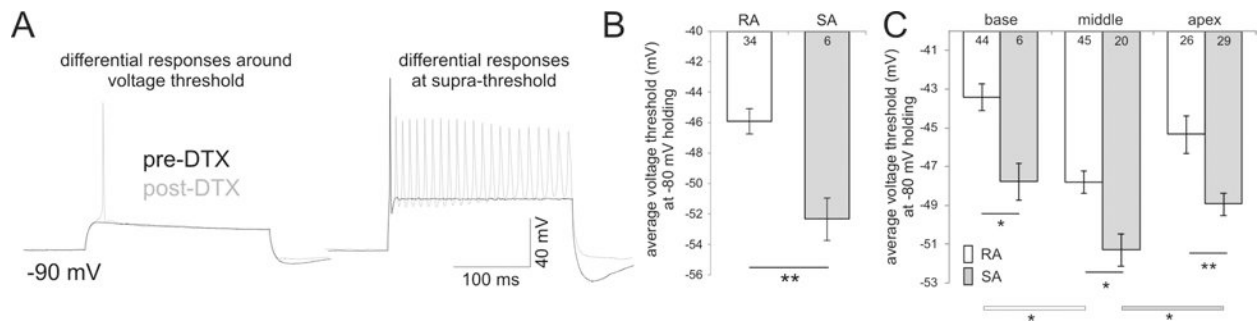 A
differential responses around
voltage threshold
differential responses
at supra-threshold
pre-DTX
post-DTX
-90 mV
40 mV
100 ms
B
average voltage threshold (mV)
at -80 mV holding
-40
-42
-44
-46
-48
-50
-52
-54
-56
RA
SA
34
6
**
C
average voltage threshold (mV)
at -80 mV holding
-41
-43
-45
-47
-49
-51
-53
base
middle
apex
44
6
45
20
26
29
*
*
**
RA
SA
*
*